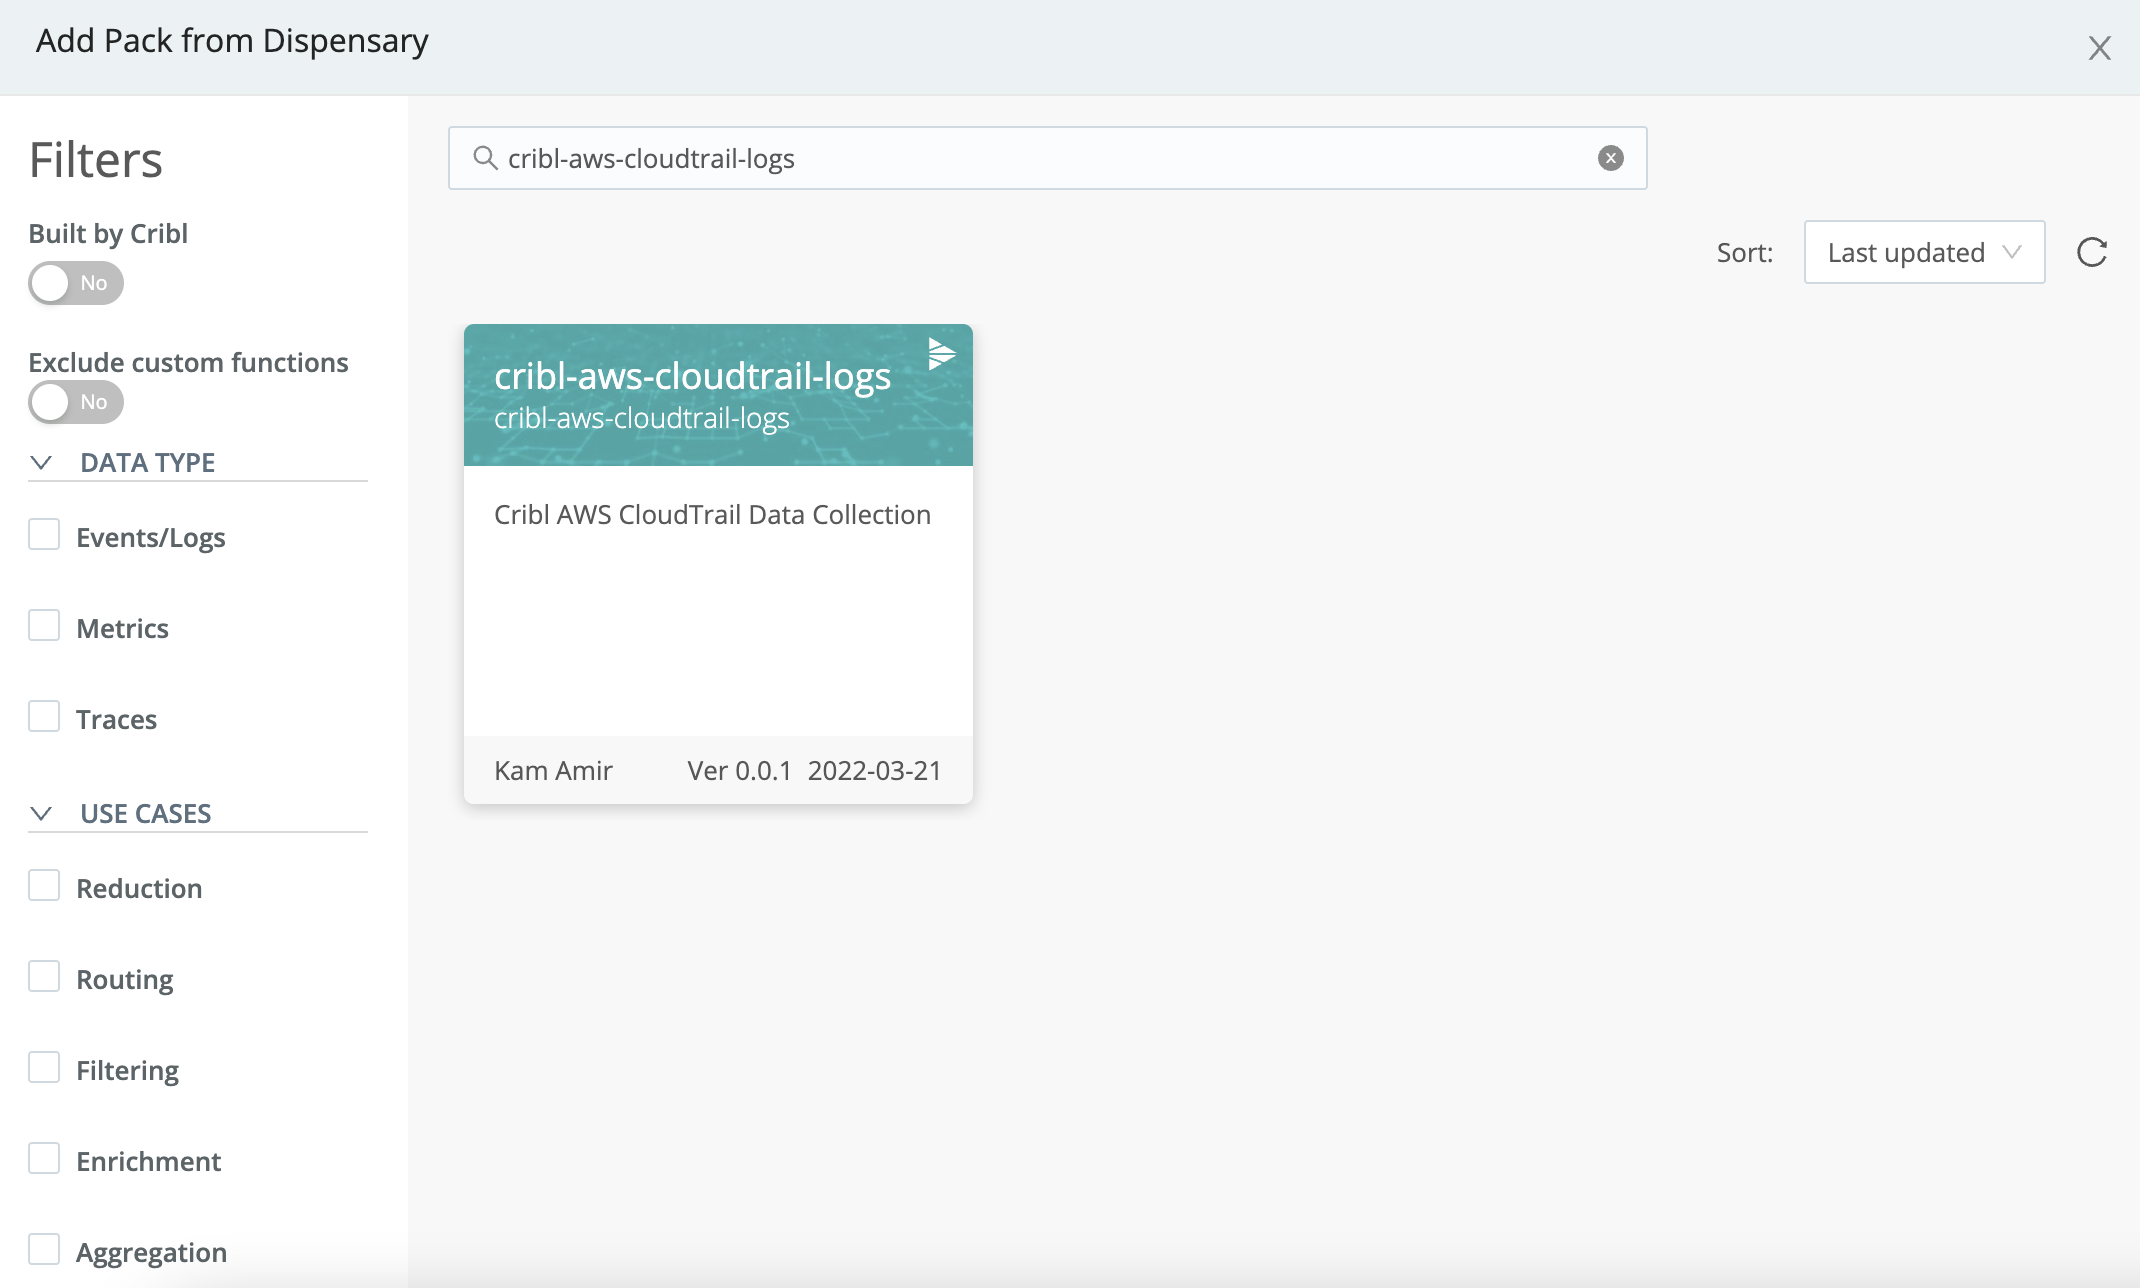 Add Pack from Dispensary
Filters
Built by Cribl
No
Exclude custom functions
No
DATA TYPE
Events/Logs
Metrics
Traces
USE CASES
Reduction
Routing
Filtering
Enrichment
Aggregation
cribl-aws-cloudtrail-logs
Sort: Last updated
cribl-aws-cloudtrail-logs
cribl-aws-cloudtrail-logs
Cribl AWS CloudTrail Data Collection
Kam Amir Ver 0.0.1 2022-03-21